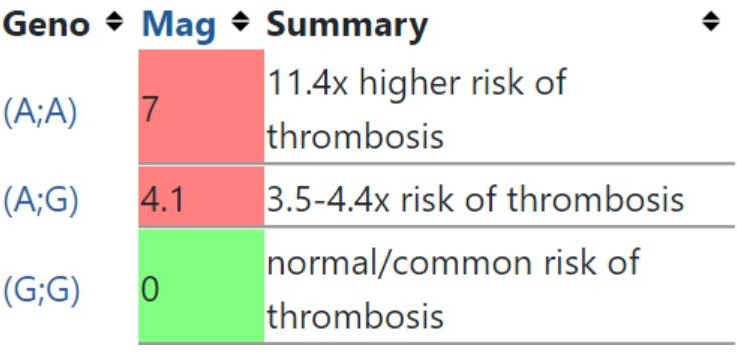 Geno Mag Summary
(A;A) 7 11.4x higher risk of
thrombosis
(A;G) 4.1 3.5-4.4x risk of thrombosis
(G;G) 0 normal/common risk of
thrombosis